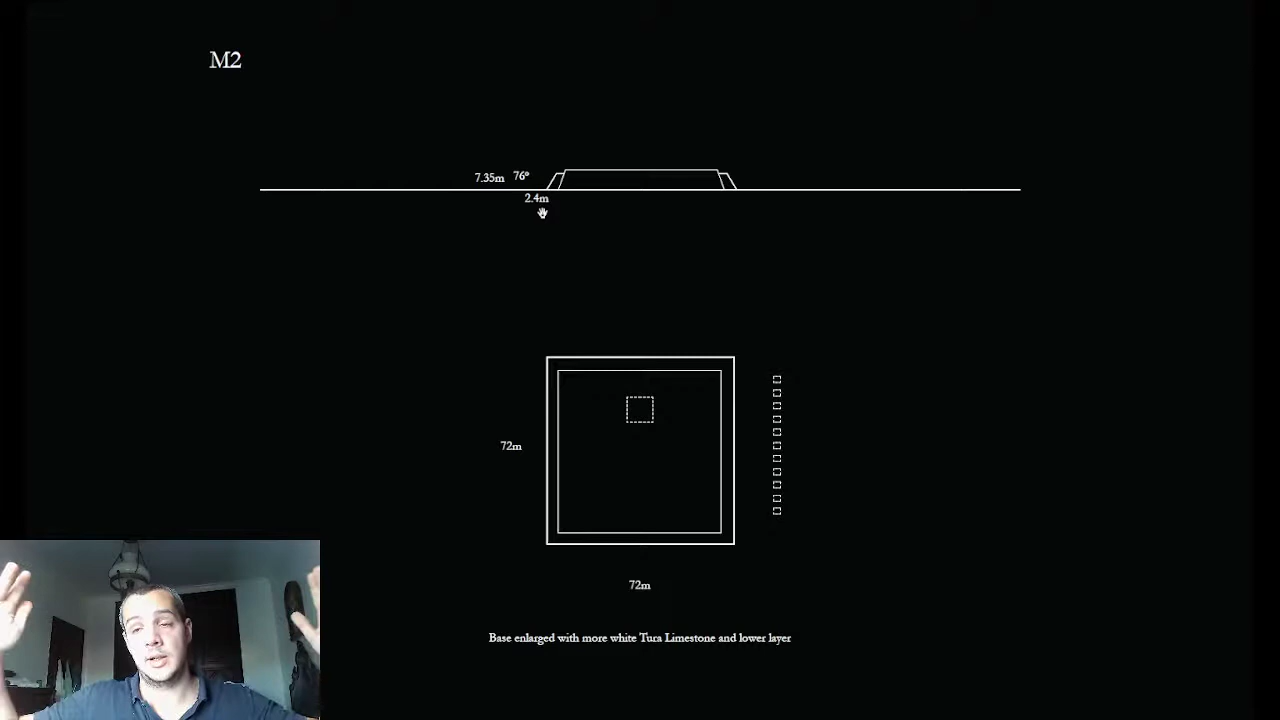 M2
7.35m 76°
2.4m
72m
72m
Base enlarged with more white Tura Limestone and lower layer